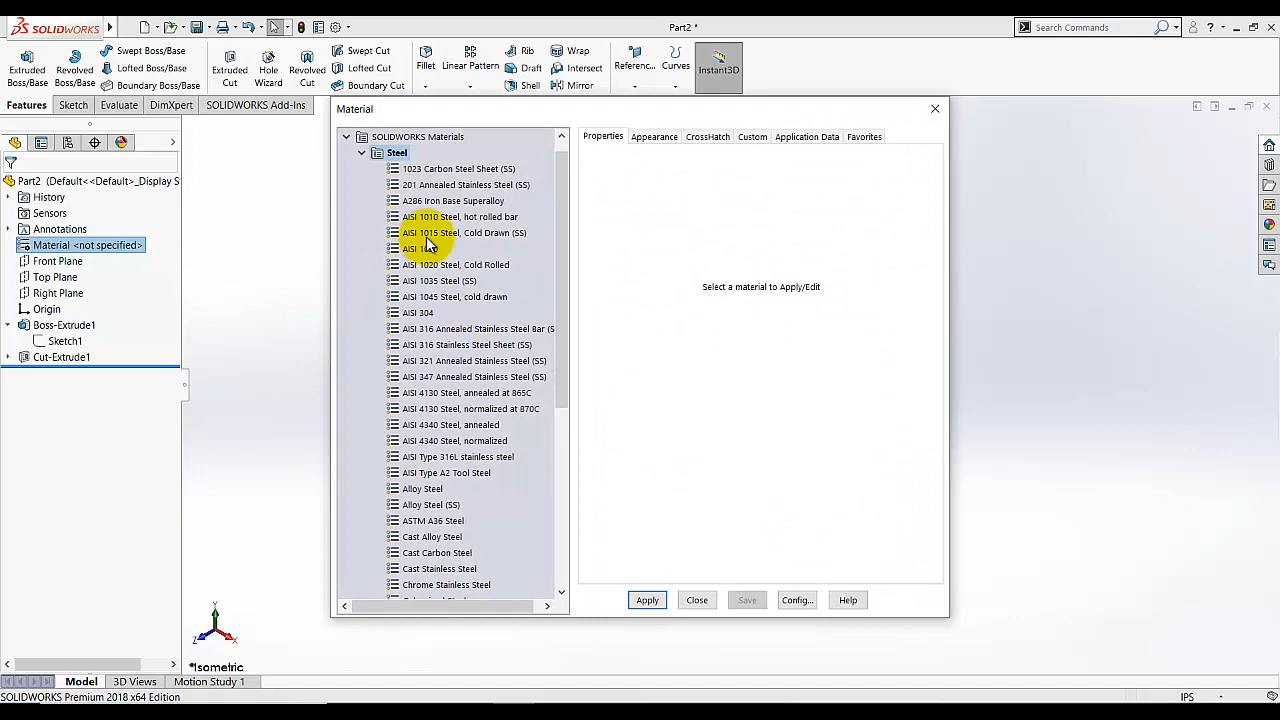 SOLIDWORKS
Part2 *
Search Commands
?
Extruded
Boss/Base
Revolved
Boss/Base
Swept Boss/Base
Lofted Boss/Base
Boundary Boss/Base
Extruded
Cut
Hole
Wizard
Revolved
Cut
Swept Cut
Lofted Cut
Boundary Cut
Fillet
Linear Pattern
Rib
Draft
Shell
Wrap
Intersect
Mirror
Referenc...
Curves
Instant3D
Features
Sketch
Evaluate
DimXpert
SOLIDWORKS Add-Ins
Part2 (Default<<Default>_Display S
History
Sensors
Annotations
Material <not specified>
Front Plane
Top Plane
Right Plane
Origin
Boss-Extrude1
Sketch1
Cut-Extrude1
Material
SOLIDWORKS Materials
Steel
1023 Carbon Steel Sheet (SS)
201 Annealed Stainless Steel (SS)
A286 Iron Base Superalloy
AISI 1010 Steel, hot rolled bar
AISI 1015 Steel, Cold Drawn (SS)
AISI
AISI 1020 Steel, Cold Rolled
AISI 1035 Steel (SS)
AISI 1045 Steel, cold drawn
AISI 304
AISI 316 Annealed Stainless Steel Bar (S
AISI 316 Stainless Steel Sheet (SS)
AISI 321 Annealed Stainless Steel (SS)
AISI 347 Annealed Stainless Steel (SS)
AISI 4130 Steel, annealed at 865C
AISI 4130 Steel, normalized at 870C
AISI 4340 Steel, annealed
AISI 4340 Steel, normalized
AISI Type 316L stainless steel
AISI Type A2 Tool Steel
Alloy Steel
Alloy Steel (SS)
ASTM A36 Steel
Cast Alloy Steel
Cast Carbon Steel
Cast Stainless Steel
Chrome Stainless Steel
Properties
Appearance
CrossHatch
Custom
Application Data
Favorites
Select a material to Apply/Edit
Apply
Close
Save
Config...
Help
Y
Z
X
*Isometric
Model
3D Views
Motion Study 1
SOLIDWORKS Premium 2018 x64 Edition
IPS